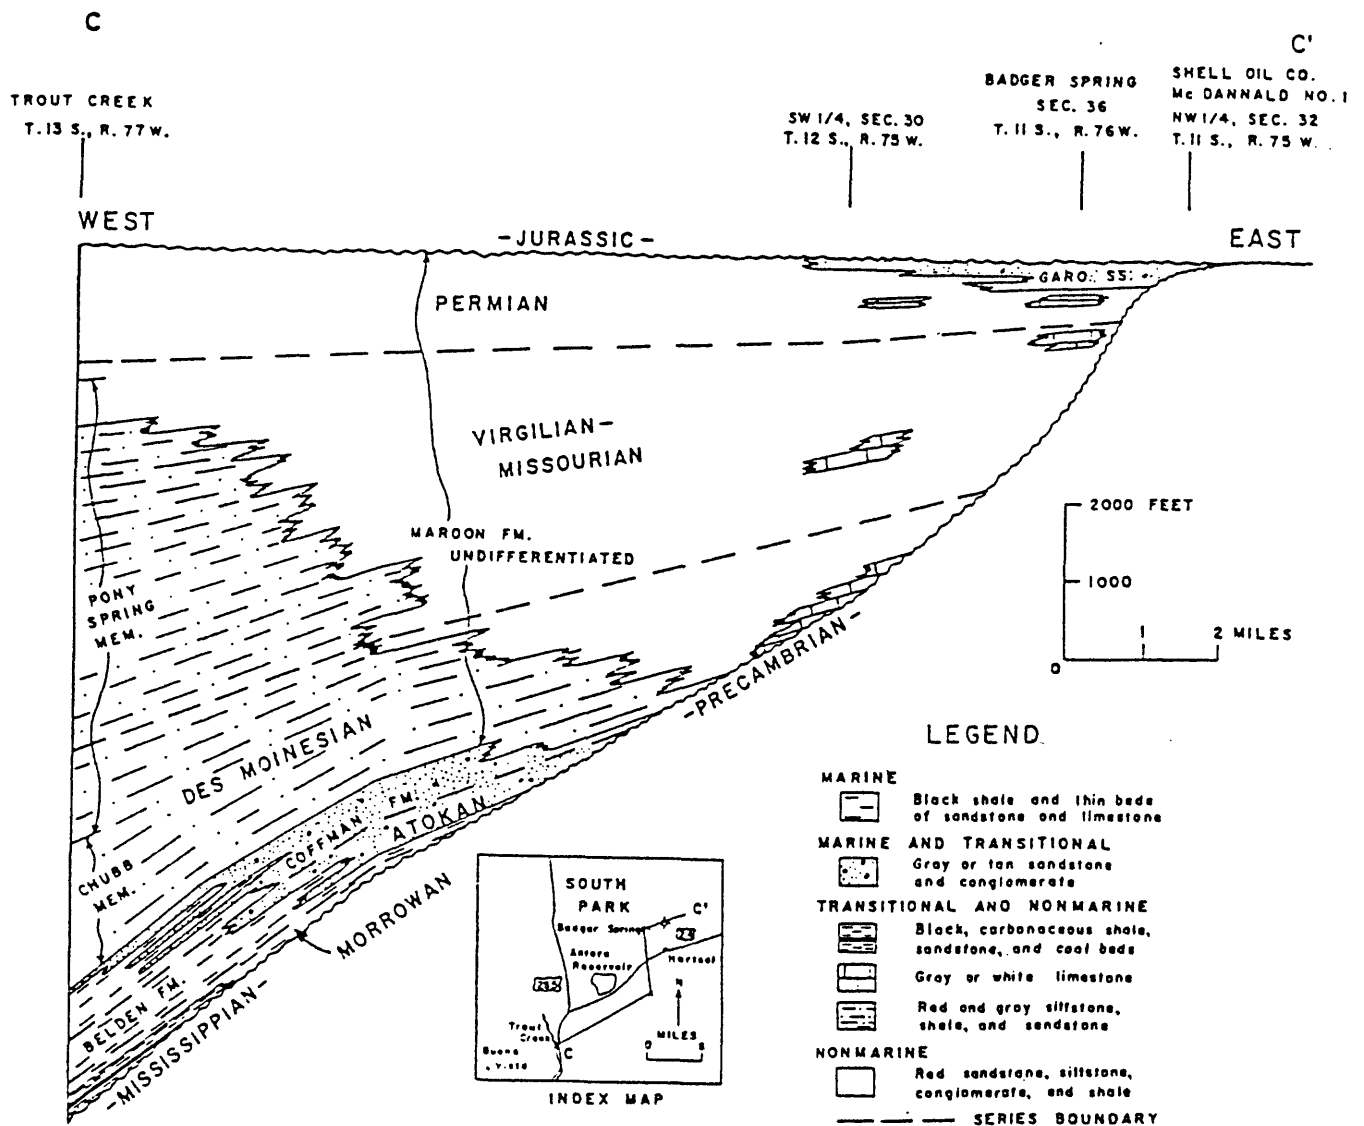 C
C'
TROUT CREEK
T. 13 S., R. 77 W.
SW 1/4, SEC. 30
T. 12 S., R. 75 W.
BADGER SPRING
SEC. 36
T. 11 S., R. 76 W.
SHELL OIL CO.
Mc DANNALD NO. 1
NW 1/4, SEC. 32
T. 11 S., R. 75 W.
WEST
- JURASSIC -
EAST
GARO SS.
PERMIAN
VIRGILIAN-
MISSOURIAN
MAROON FM.
UNDIFFERENTIATED
2000 FEET
1000
0
1
2 MILES
PONY
SPRING
MEM.
-PRECAMBRIAN-
DES MOINESIAN
COFFMAN FM.
ATOKAN
CHUBB
MEM.
MORROWAN
BELDEN FM.
-MISSISSIPPIAN-
SOUTH
PARK
C'
Badger Spring
24
Hartsel
Antero
Reservoir
285
N
Trout
Creek
MILES
0
Buena
C
INDEX MAP
LEGEND
MARINE
Black shale and thin beds
of sandstone and limestone
MARINE AND TRANSITIONAL
Gray or tan sandstone
and conglomerate
TRANSITIONAL AND NONMARINE
Black, carbonaceous shale,
sandstone, and coal beds
Gray or white limestone
Red and gray siltstone,
shale, and sandstone
NONMARINE
Red sandstone, siltstone,
conglomerate, and shale
SERIES BOUNDARY